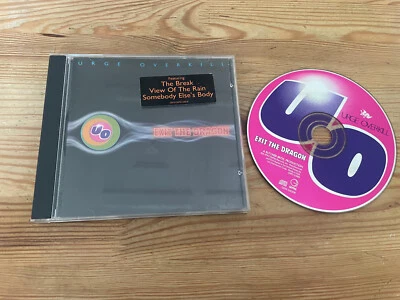 URGE OVERKILL
Featuring
The Break
View Of The Rain
Somebody Else's Body
UO
EXIT THE DRAGON
UO
URGE OVERKILL
EXIT THE DRAGON